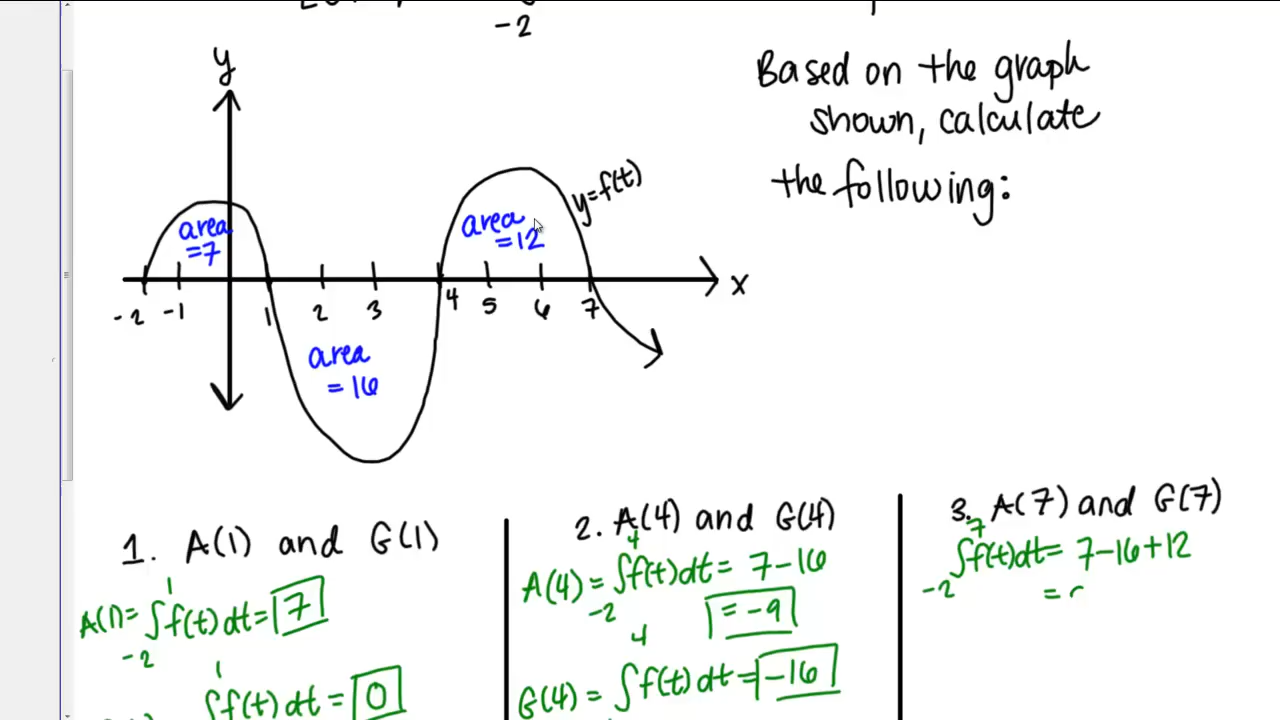 -2
y
Based on the graph
shown, calculate
the following:
y=f(t)
area
=7
area
=12
-2 -1 1 2 3 4 5 6 7
x
area
=16
1. A(1) and G(1)
A(1)= ∫ 1 -2 f(t)dt= 7
∫ 1 f(t)dt = 0
2. A(4) and G(4)
A(4) = ∫ 4 -2 f(t)dt = 7-16
= -9
G(4) = ∫ 4 f(t)dt = -16
3. A(7) and G(7)
∫ 7 -2 f(t)dt= 7-16+12
=